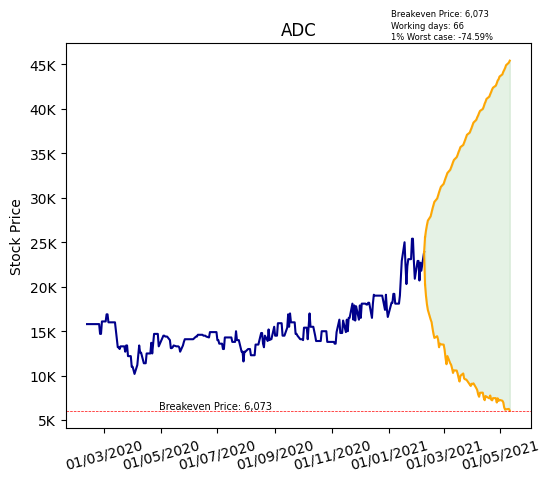 Breakeven Price: 6,073
Working days: 66
1% Worst case: -74.59%
ADC
Stock Price
45K
40K
35K
30K
25K
20K
15K
10K
5K
Breakeven Price: 6,073
01/03/2020
01/05/2020
01/07/2020
01/09/2020
01/11/2020
01/01/2021
01/03/2021
01/05/2021